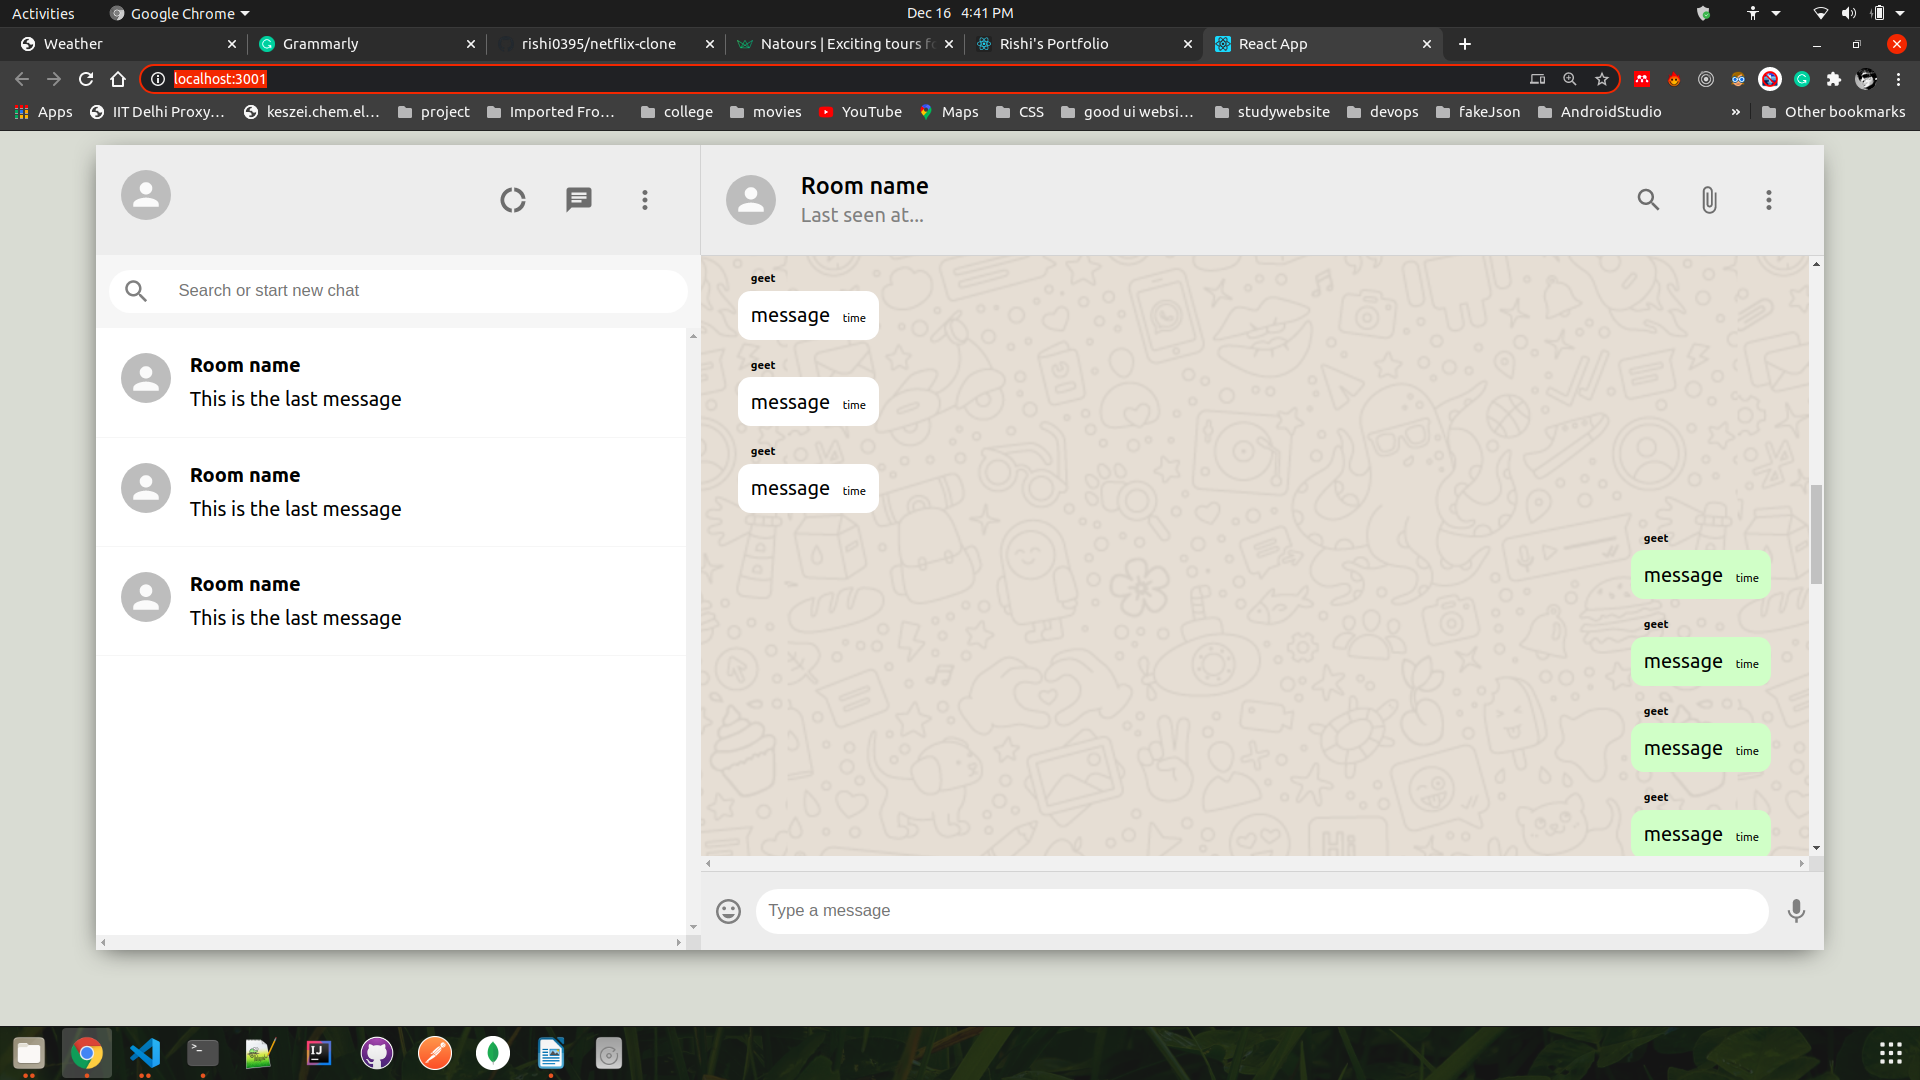 Activities
Google Chrome
Dec 16 4:41 PM
Weather
Grammarly
rishi0395/netflix-clone
Natours | Exciting tours fo
Rishi's Portfolio
React App
localhost:3001
Apps
IIT Delhi Proxy…
keszei.chem.el…
project
Imported Fro…
college
movies
YouTube
Maps
CSS
good ui websi…
studywebsite
devops
fakeJson
AndroidStudio
»
Other bookmarks
Search or start new chat
Room name
This is the last message
Room name
This is the last message
Room name
This is the last message
Room name
Last seen at...
geet
message time
geet
message time
geet
message time
geet
message time
geet
message time
geet
message time
geet
message time
Hi
Type a message